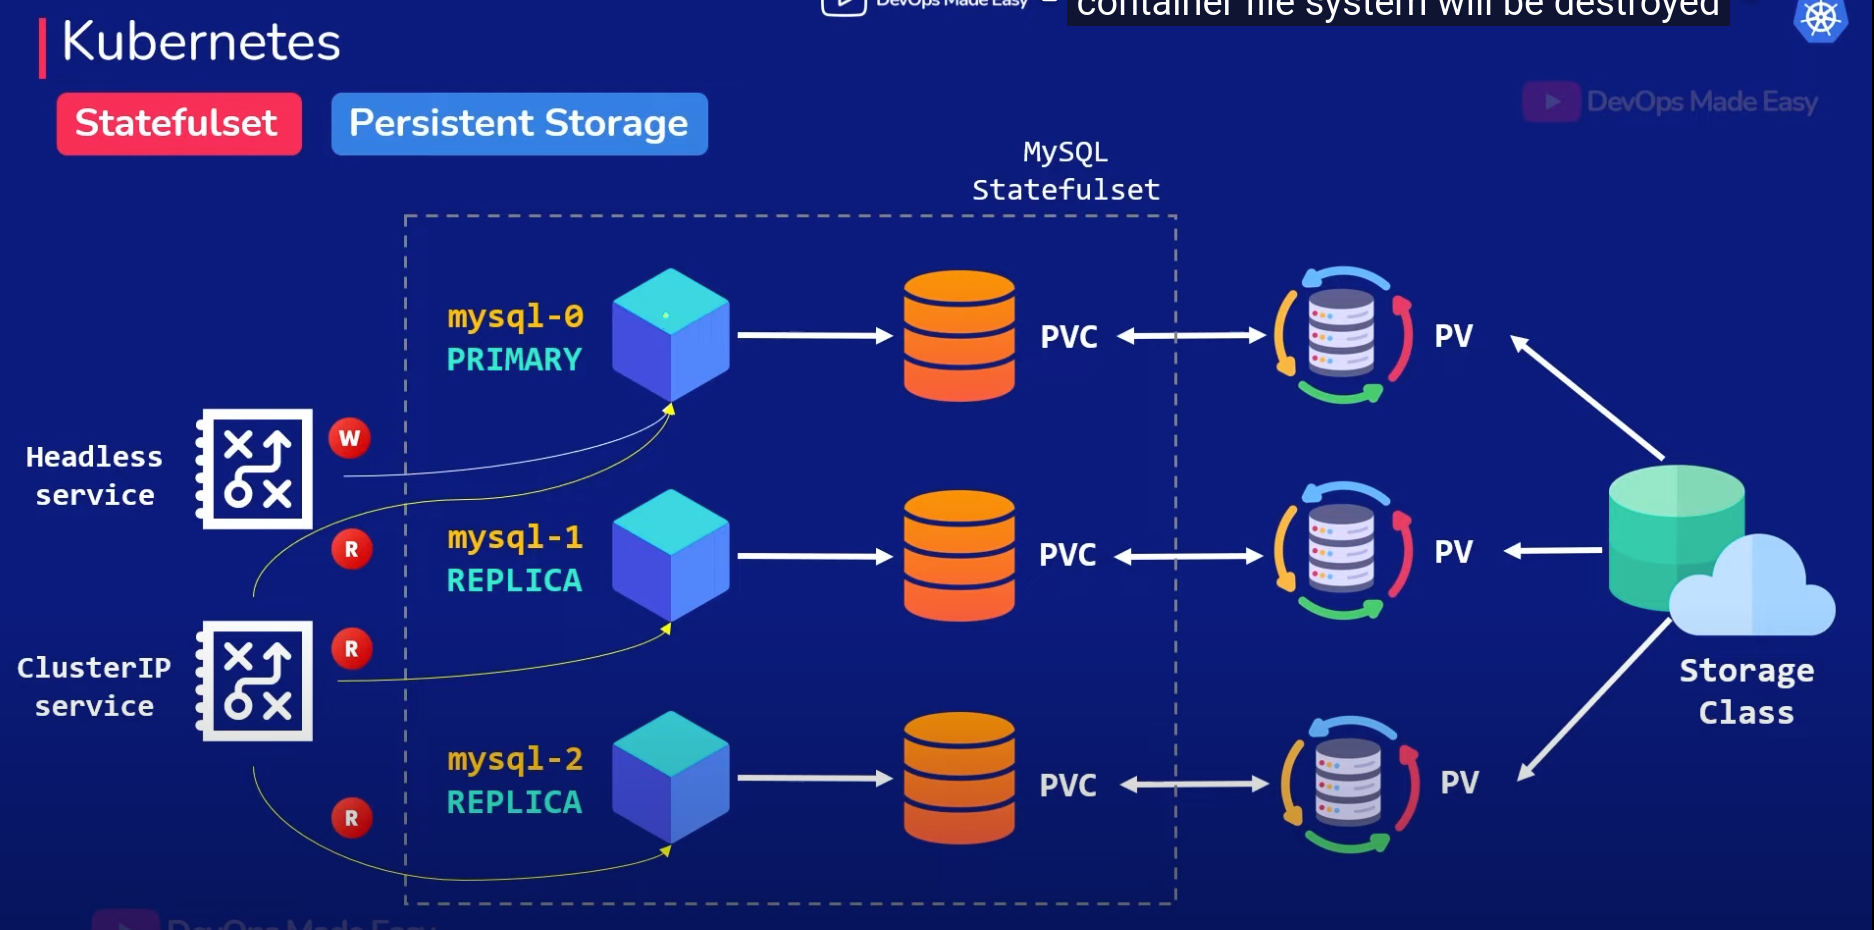 DevOps Made Easy
container file system will be destroyed
Kubernetes
Statefulset
Persistent Storage
DevOps Made Easy
MySQL
Statefulset
mysql-0
PRIMARY
PVC
PV
Headless
service
W
R
mysql-1
REPLICA
PVC
PV
ClusterIP
service
R
Storage
Class
mysql-2
REPLICA
PVC
PV
R
DevOps Made Easy